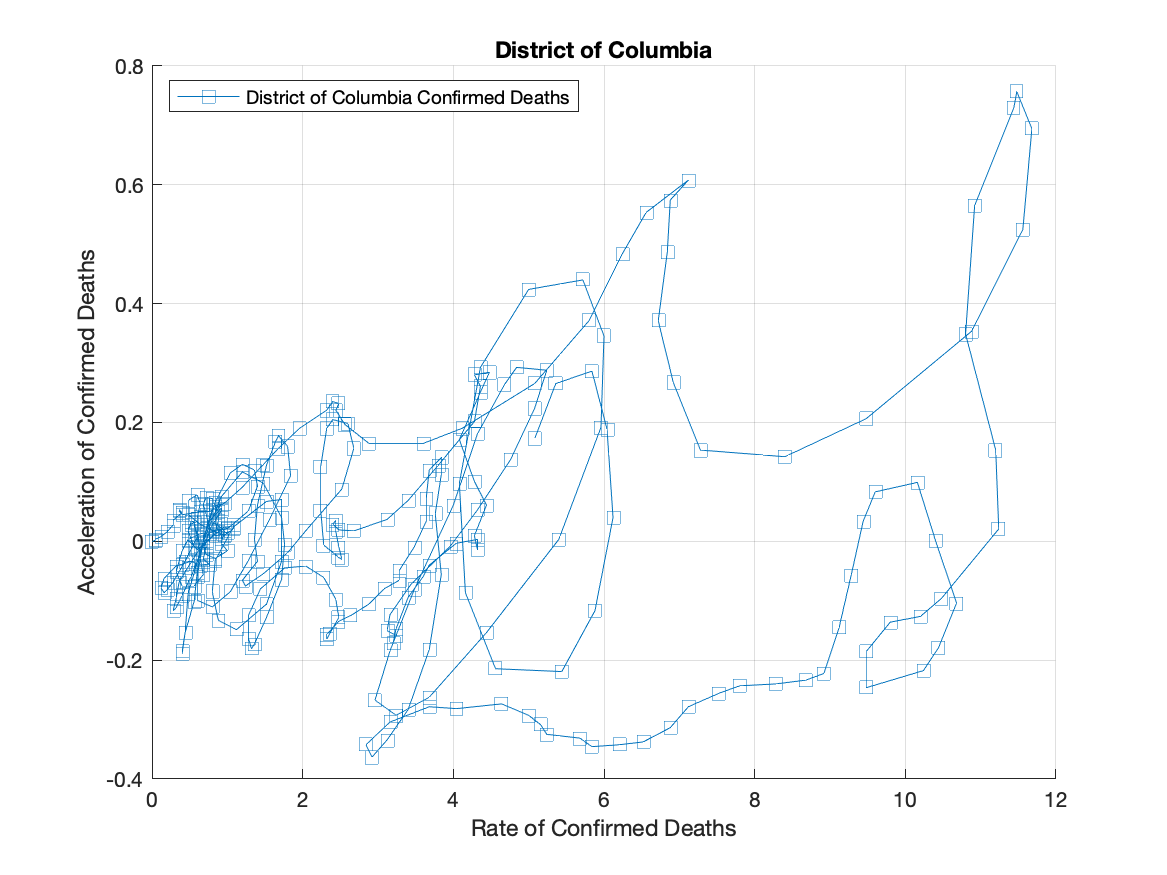 District of Columbia
0.8
District of Columbia Confirmed Deaths
0.6
0.4
0.2
0
-0.2
-0.4
Acceleration of Confirmed Deaths
0 2 4 6 8 10 12
Rate of Confirmed Deaths